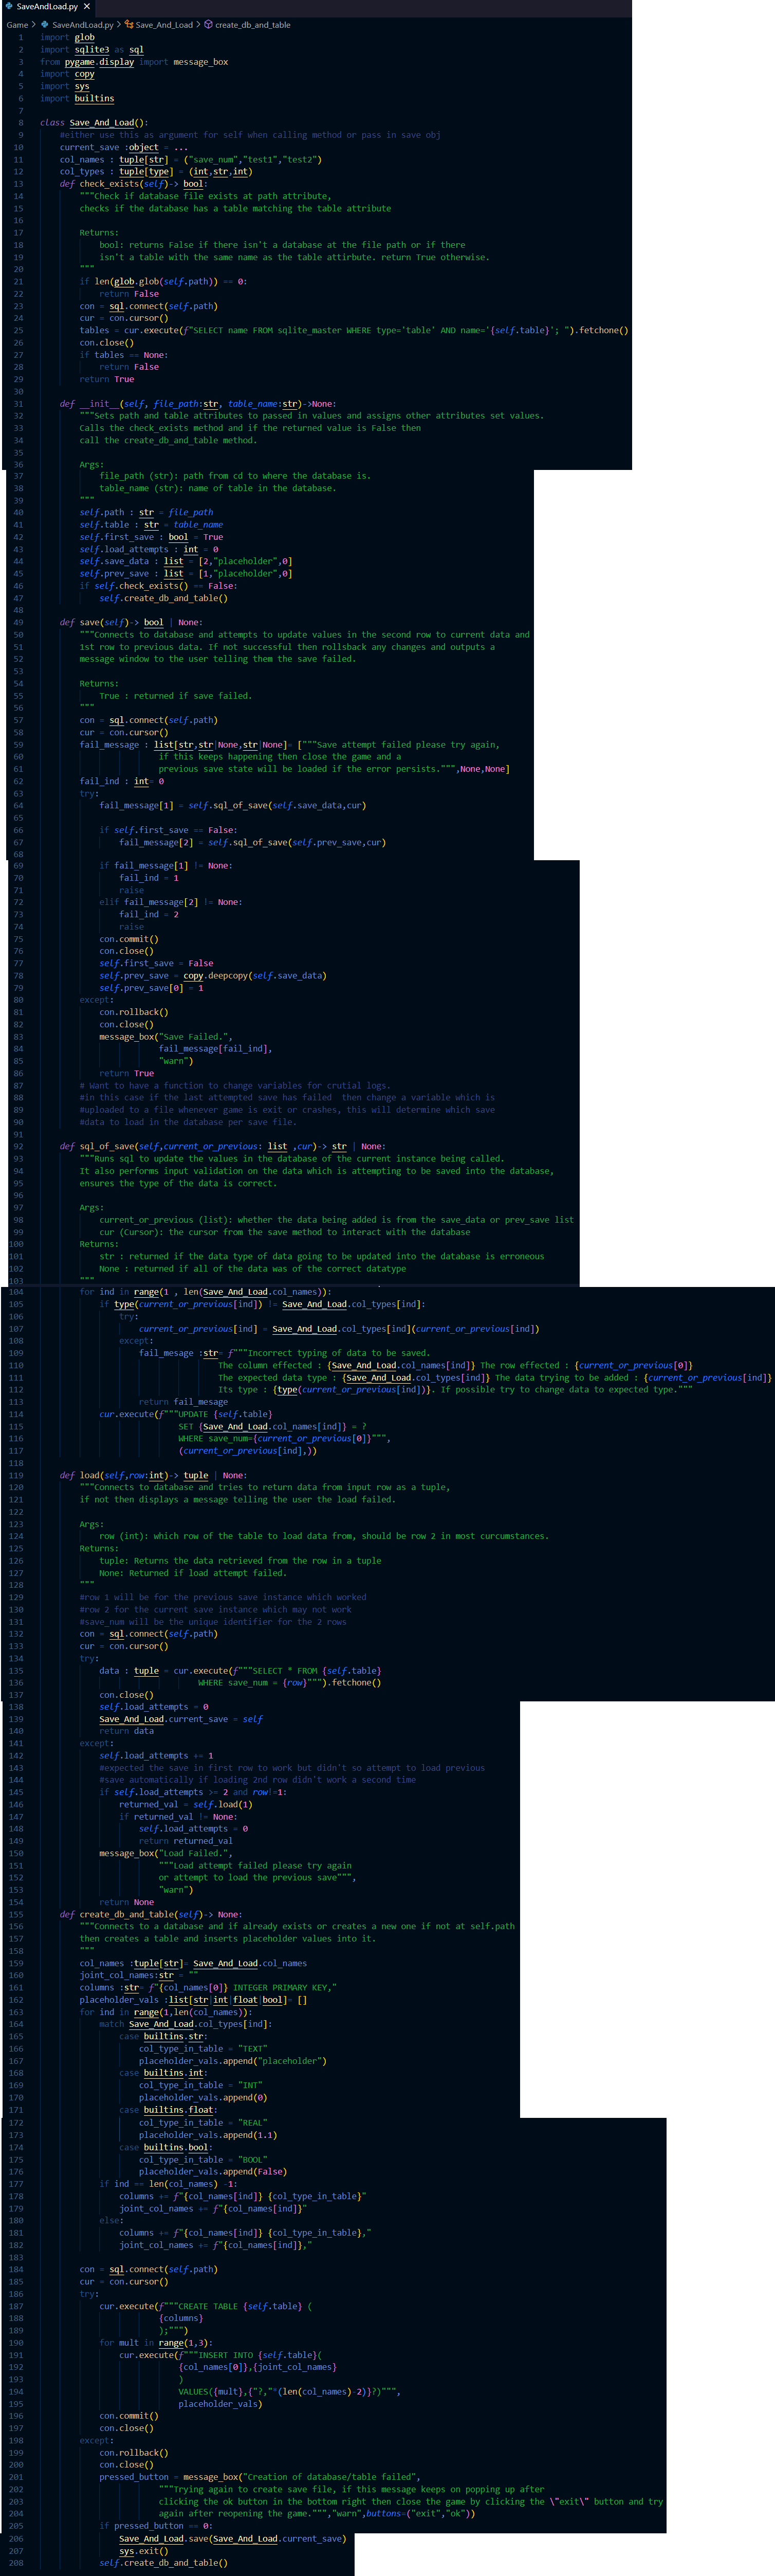 SaveAndLoad.py ×
Game > SaveAndLoad.py > Save_And_Load > create_db_and_table
1 import glob
2 import sqlite3 as sql
3 from pygame.display import message_box
4 import copy
5 import sys
6 import builtins
7
8 class Save_And_Load():
9     #either use this as argument for self when calling method or pass in save obj
10     current_save :object = ...
11     col_names : tuple[str] = ("save_num","test1","test2")
12     col_types : tuple[type] = (int,str,int)
13     def check_exists(self)-> bool:
14         """Check if database file exists at path attribute,
15         checks if the database has a table matching the table attribute
16
17         Returns:
18             bool: returns False if there isn't a database at the file path or if there
19             isn't a table with the same name as the table attirbute. return True otherwise.
20         """
21         if len(glob.glob(self.path)) == 0:
22             return False
23         con = sql.connect(self.path)
24         cur = con.cursor()
25         tables = cur.execute(f"SELECT name FROM sqlite_master WHERE type='table' AND name='{self.table}'; ").fetchone()
26         con.close()
27         if tables == None:
28             return False
29         return True
30
31     def __init__(self, file_path:str, table_name:str)->None:
32         """Sets path and table attributes to passed in values and assigns other attributes set values.
33         Calls the check_exists method and if the returned value is False then
34         call the create_db_and_table method.
35
36         Args:
37             file_path (str): path from cd to where the database is.
38             table_name (str): name of table in the database.
39         """
40         self.path : str = file_path
41         self.table : str = table_name
42         self.first_save : bool = True
43         self.load_attempts : int = 0
44         self.save_data : list = [2,"placeholder",0]
45         self.prev_save : list = [1,"placeholder",0]
46         if self.check_exists() == False:
47             self.create_db_and_table()
48
49     def save(self)-> bool | None:
50         """Connects to database and attempts to update values in the second row to current data and
51         1st row to previous data. If not successful then rollsback any changes and outputs a
52         message window to the user telling them the save failed.
53
54         Returns:
55             True : returned if save failed.
56         """
57         con = sql.connect(self.path)
58         cur = con.cursor()
59         fail_message : list[str,str|None,str|None]= ["""Save attempt failed please try again,
60                         if this keeps happening then close the game and a
61                         previous save state will be loaded if the error persists.""",None,None]
62         fail_ind : int= 0
63         try:
64             fail_message[1] = self.sql_of_save(self.save_data,cur)
65
66             if self.first_save == False:
67                 fail_message[2] = self.sql_of_save(self.prev_save,cur)
68
69             if fail_message[1] != None:
70                 fail_ind = 1
71                 raise
72             elif fail_message[2] != None:
73                 fail_ind = 2
74                 raise
75             con.commit()
76             con.close()
77             self.first_save = False
78             self.prev_save = copy.deepcopy(self.save_data)
79             self.prev_save[0] = 1
80         except:
81             con.rollback()
82             con.close()
83             message_box("Save Failed.",
84                         fail_message[fail_ind],
85                         "warn")
86             return True
87         # Want to have a function to change variables for crutial logs.
88         #in this case if the last attempted save has failed  then change a variable which is
89         #uploaded to a file whenever game is exit or crashes, this will determine which save
90         #data to load in the database per save file.
91
92     def sql_of_save(self,current_or_previous: list ,cur)-> str | None:
93         """Runs sql to update the values in the database of the current instance being called.
94         It also performs input validation on the data which is attempting to be saved into the database,
95         ensures the type of the data is correct.
96
97         Args:
98             current_or_previous (list): whether the data being added is from the save_data or prev_save list
99             cur (Cursor): the cursor from the save method to interact with the database
100         Returns:
101             str : returned if the data type of data going to be updated into the database is erroneous
102             None : returned if all of the data was of the correct datatype
103         """
104         for ind in range(1 , len(Save_And_Load.col_names)):
105             if type(current_or_previous[ind]) != Save_And_Load.col_types[ind]:
106                 try:
107                     current_or_previous[ind] = Save_And_Load.col_types[ind](current_or_previous[ind])
108                 except:
109                     fail_mesage :str= f"""Incorrect typing of data to be saved.
110                                     The column effected : {Save_And_Load.col_names[ind]} The row effected : {current_or_previous[0]}
111                                     The expected data type : {Save_And_Load.col_types[ind]} The data trying to be added : {current_or_previous[ind]}
112                                     Its type : {type(current_or_previous[ind])}. If possible try to change data to expected type."""
113                     return fail_mesage
114             cur.execute(f"""UPDATE {self.table}
115                             SET {Save_And_Load.col_names[ind]} = ?
116                             WHERE save_num={current_or_previous[0]}""",
117                             (current_or_previous[ind],))
118
119     def load(self,row:int)-> tuple | None:
120         """Connects to database and tries to return data from input row as a tuple,
121         if not then displays a message telling the user the load failed.
122
123         Args:
124             row (int): which row of the table to load data from, should be row 2 in most curcumstances.
125         Returns:
126             tuple: Returns the data retrieved from the row in a tuple
127             None: Returned if load attempt failed.
128         """
129         #row 1 will be for the previous save instance which worked
130         #row 2 for the current save instance which may not work
131         #save_num will be the unique identifier for the 2 rows
132         con = sql.connect(self.path)
133         cur = con.cursor()
134         try:
135             data : tuple = cur.execute(f"""SELECT * FROM {self.table}
136                                 WHERE save_num = {row}""").fetchone()
137             con.close()
138             self.load_attempts = 0
139             Save_And_Load.current_save = self
140             return data
141         except:
142             self.load_attempts += 1
143             #expected the save in first row to work but didn't so attempt to load previous
144             #save automatically if loading 2nd row didn't work a second time
145             if self.load_attempts >= 2 and row!=1:
146                 returned_val = self.load(1)
147                 if returned_val != None:
148                     self.load_attempts = 0
149                     return returned_val
150             message_box("Load Failed.",
151                         """Load attempt failed please try again
152                         or attempt to load the previous save""",
153                         "warn")
154             return None
155     def create_db_and_table(self)-> None:
156         """Connects to a database and if already exists or creates a new one if not at self.path
157         then creates a table and inserts placeholder values into it.
158         """
159         col_names :tuple[str]= Save_And_Load.col_names
160         joint_col_names:str = ""
161         columns :str= f"{col_names[0]} INTEGER PRIMARY KEY,"
162         placeholder_vals :list[str|int|float|bool]= []
163         for ind in range(1,len(col_names)):
164             match Save_And_Load.col_types[ind]:
165                 case builtins.str:
166                     col_type_in_table = "TEXT"
167                     placeholder_vals.append("placeholder")
168                 case builtins.int:
169                     col_type_in_table = "INT"
170                     placeholder_vals.append(0)
171                 case builtins.float:
172                     col_type_in_table = "REAL"
173                     placeholder_vals.append(1.1)
174                 case builtins.bool:
175                     col_type_in_table = "BOOL"
176                     placeholder_vals.append(False)
177             if ind == len(col_names) -1:
178                 columns += f"{col_names[ind]} {col_type_in_table}"
179                 joint_col_names += f"{col_names[ind]}"
180             else:
181                 columns += f"{col_names[ind]} {col_type_in_table},"
182                 joint_col_names += f"{col_names[ind]},"
183
184         con = sql.connect(self.path)
185         cur = con.cursor()
186         try:
187             cur.execute(f"""CREATE TABLE {self.table} (
188                         {columns}
189                         );""")
190             for mult in range(1,3):
191                 cur.execute(f"""INSERT INTO {self.table}(
192                             {col_names[0]},{joint_col_names}
193                             )
194                             VALUES({mult},{"?,"*(len(col_names)-2)}?)""",
195                             placeholder_vals)
196             con.commit()
197             con.close()
198         except:
199             con.rollback()
200             con.close()
201             pressed_button = message_box("Creation of database/table failed",
202                         """Trying again to create save file, if this message keeps on popping up after
203                         clicking the ok button in the bottom right then close the game by clicking the \"exit\" button and try
204                         again after reopening the game.""","warn",buttons=("exit","ok"))
205             if pressed_button == 0:
206                 Save_And_Load.save(Save_And_Load.current_save)
207                 sys.exit()
208             self.create_db_and_table()